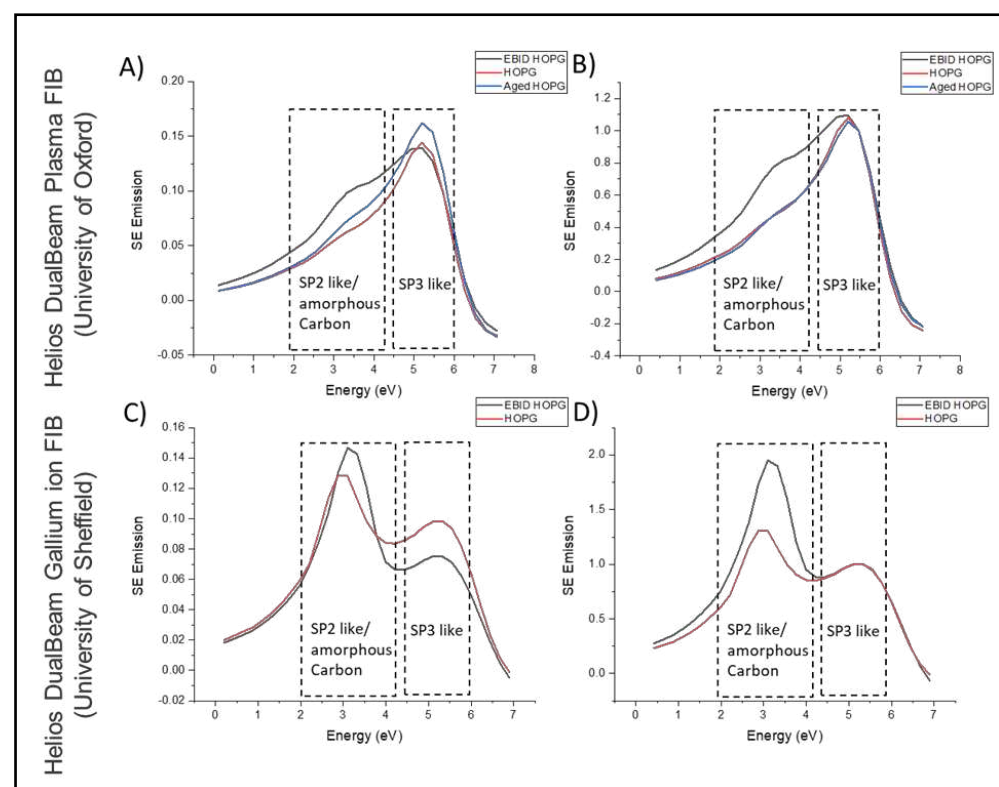 Helios DualBeam Plasma FIB
(University of Oxford)
A)
EBID HOPG
HOPG
Aged HOPG
SE Emission
0.20
0.15
0.10
0.05
0.00
-0.05
SP2 like/
amorphous
Carbon
SP3 like
0 1 2 3 4 5 6 7 8
Energy (eV)
B)
EBID HOPG
HOPG
Aged HOPG
SE Emission
1.2
1.0
0.8
0.6
0.4
0.2
0.0
-0.2
-0.4
SP2 like/
amorphous
Carbon
SP3 like
0 1 2 3 4 5 6 7 8
Energy (eV)
Helios DualBeam Gallium ion FIB
(University of Sheffield)
C)
EBID HOPG
HOPG
SE Emission
0.16
0.14
0.12
0.10
0.08
0.06
0.04
0.02
0.00
-0.02
SP2 like/
amorphous
Carbon
SP3 like
0 1 2 3 4 5 6 7
Energy (eV)
D)
EBID HOPG
HOPG
SE Emission
2.0
1.5
1.0
0.5
0.0
SP2 like/
amorphous
Carbon
SP3 like
0 1 2 3 4 5 6 7
Energy (eV)